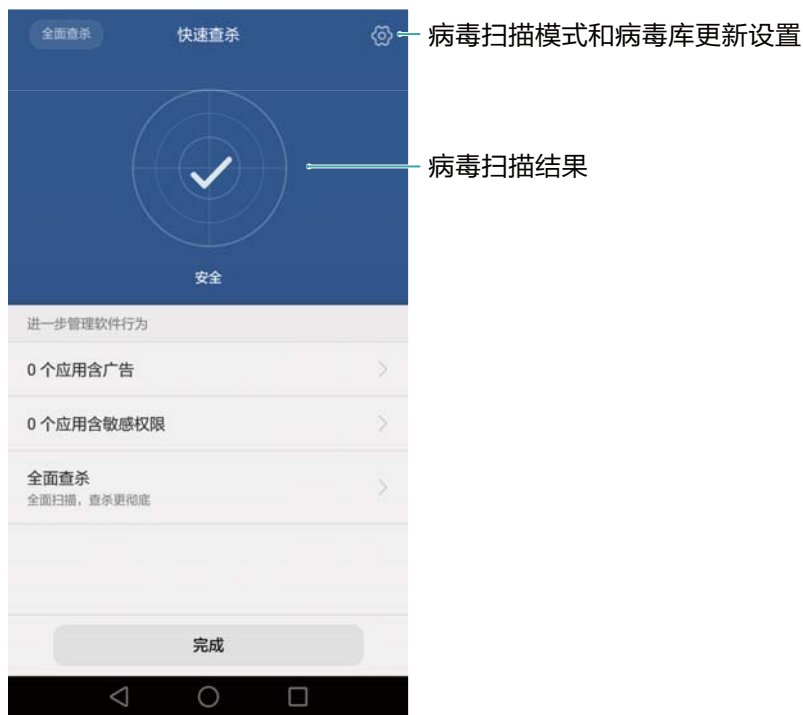 全面查杀
快速查杀
病毒扫描模式和病毒库更新设置
病毒扫描结果
安全
进一步管理软件行为
0 个应用含广告
0 个应用含敏感权限
全面查杀
全面扫描，查杀更彻底
完成